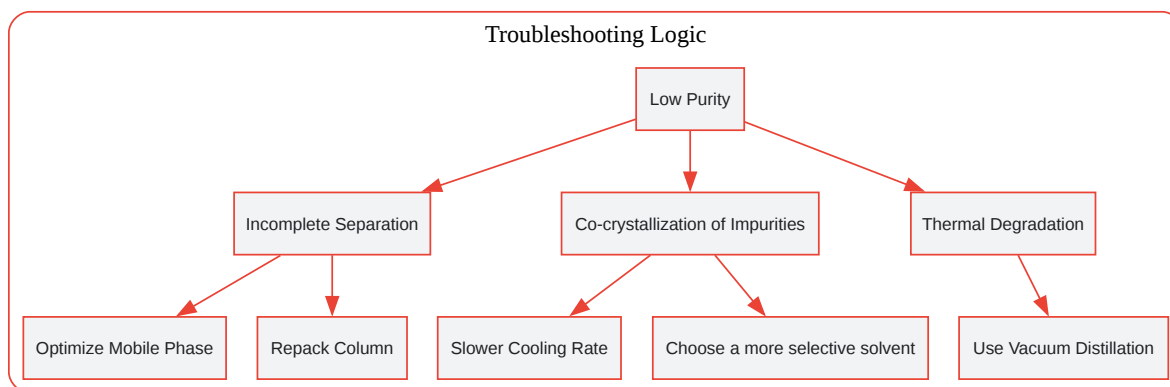 Troubleshooting Logic
Low Purity
Incomplete Separation
Co-crystallization of Impurities
Thermal Degradation
Optimize Mobile Phase
Repack Column
Slower Cooling Rate
Choose a more selective solvent
Use Vacuum Distillation